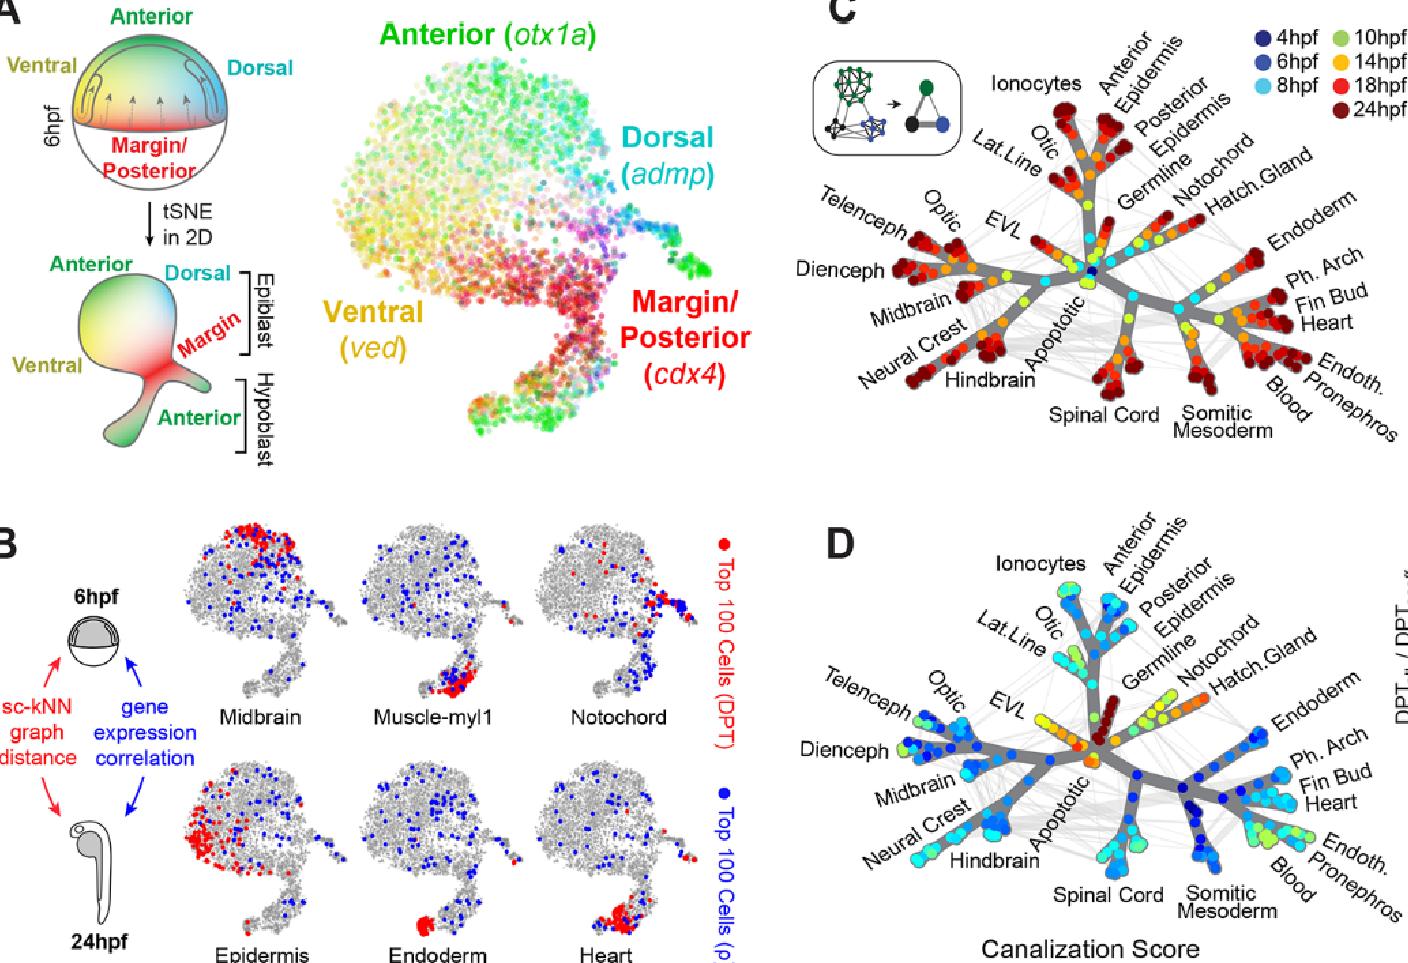 A
Anterior
Ventral
Dorsal
6hpf
Margin/
Posterior
tSNE
in 2D
Anterior
Dorsal
Epiblast
Margin
Ventral
Hypoblast
Anterior
Anterior (otx1a)
Dorsal
(admp)
Ventral
(ved)
Margin/
Posterior
(cdx4)
B
6hpf
sc-kNN
graph
distance
gene
expression
correlation
24hpf
Midbrain
Muscle-myl1
Notochord
Epidermis
Endoderm
Heart
Top 100 Cells (DPT)
Top 100 Cells (ρ
C
4hpf
6hpf
8hpf
10hpf
14hpf
18hpf
24hpf
Ionocytes
Anterior
Epidermis
Posterior
Epidermis
Otic
Lat.Line
Germline
Notochord
Hatch.Gland
Telenceph
Optic
EVL
Endoderm
Dienceph
Ph. Arch
Fin Bud
Heart
Midbrain
Neural Crest
Hindbrain
Apoptotic
Spinal Cord
Somitic
Mesoderm
Blood
Endoth.
Pronephros
D
Ionocytes
Anterior
Epidermis
Posterior
Epidermis
Otic
Lat.Line
Germline
Notochord
Hatch.Gland
Telenceph
Optic
EVL
Endoderm
Dienceph
Ph. Arch
Fin Bud
Heart
Midbrain
Neural Crest
Hindbrain
Apoptotic
Spinal Cord
Somitic
Mesoderm
Blood
Endoth.
Pronephros
Canalization Score